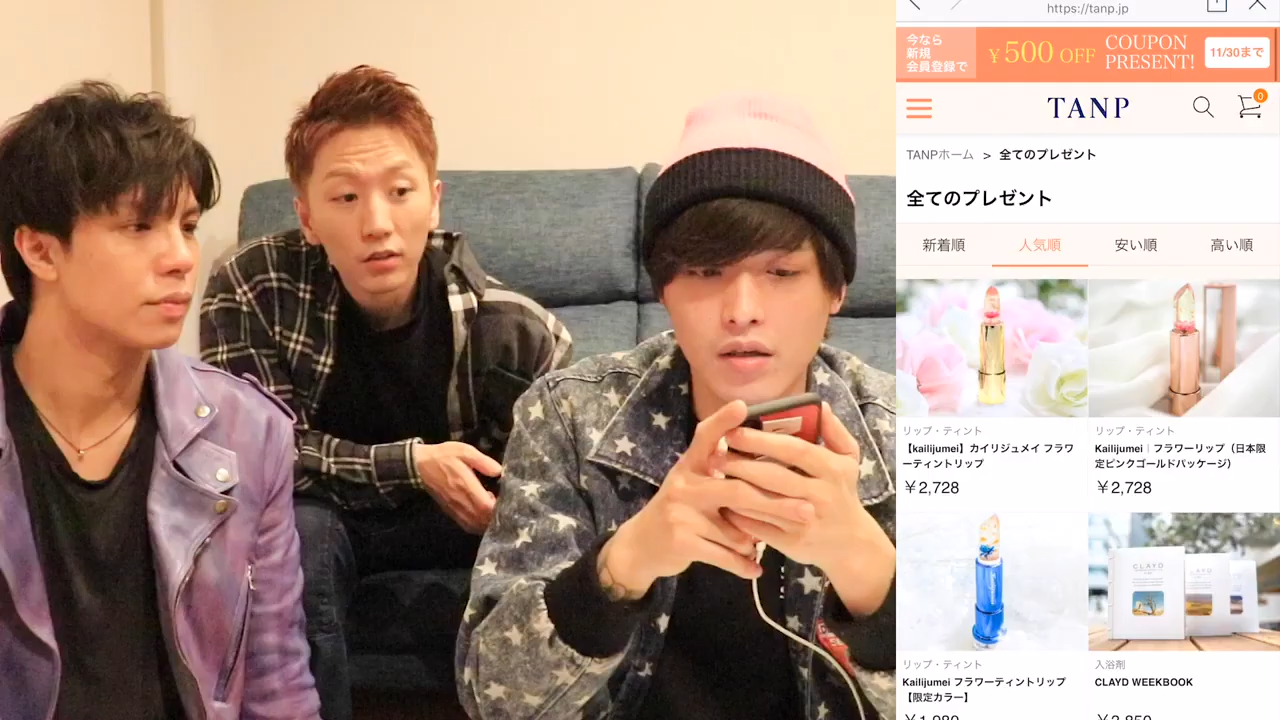 https://tanp.jp
今なら
新規
会員登録で
￥500 OFF
COUPON
PRESENT!
11/30まで
TANP
0
TANPホーム > 全てのプレゼント
全てのプレゼント
新着順
人気順
安い順
高い順
リップ・ティント
【kailijumei】カイリジュメイ フラワ
ーティントリップ
￥2,728
リップ・ティント
Kailijumei｜フラワーリップ（日本限
定ピンクゴールドパッケージ）
￥2,728
リップ・ティント
Kailijumei フラワーティントリップ
【限定カラー】
CLAYD
入浴剤
CLAYD WEEKBOOK